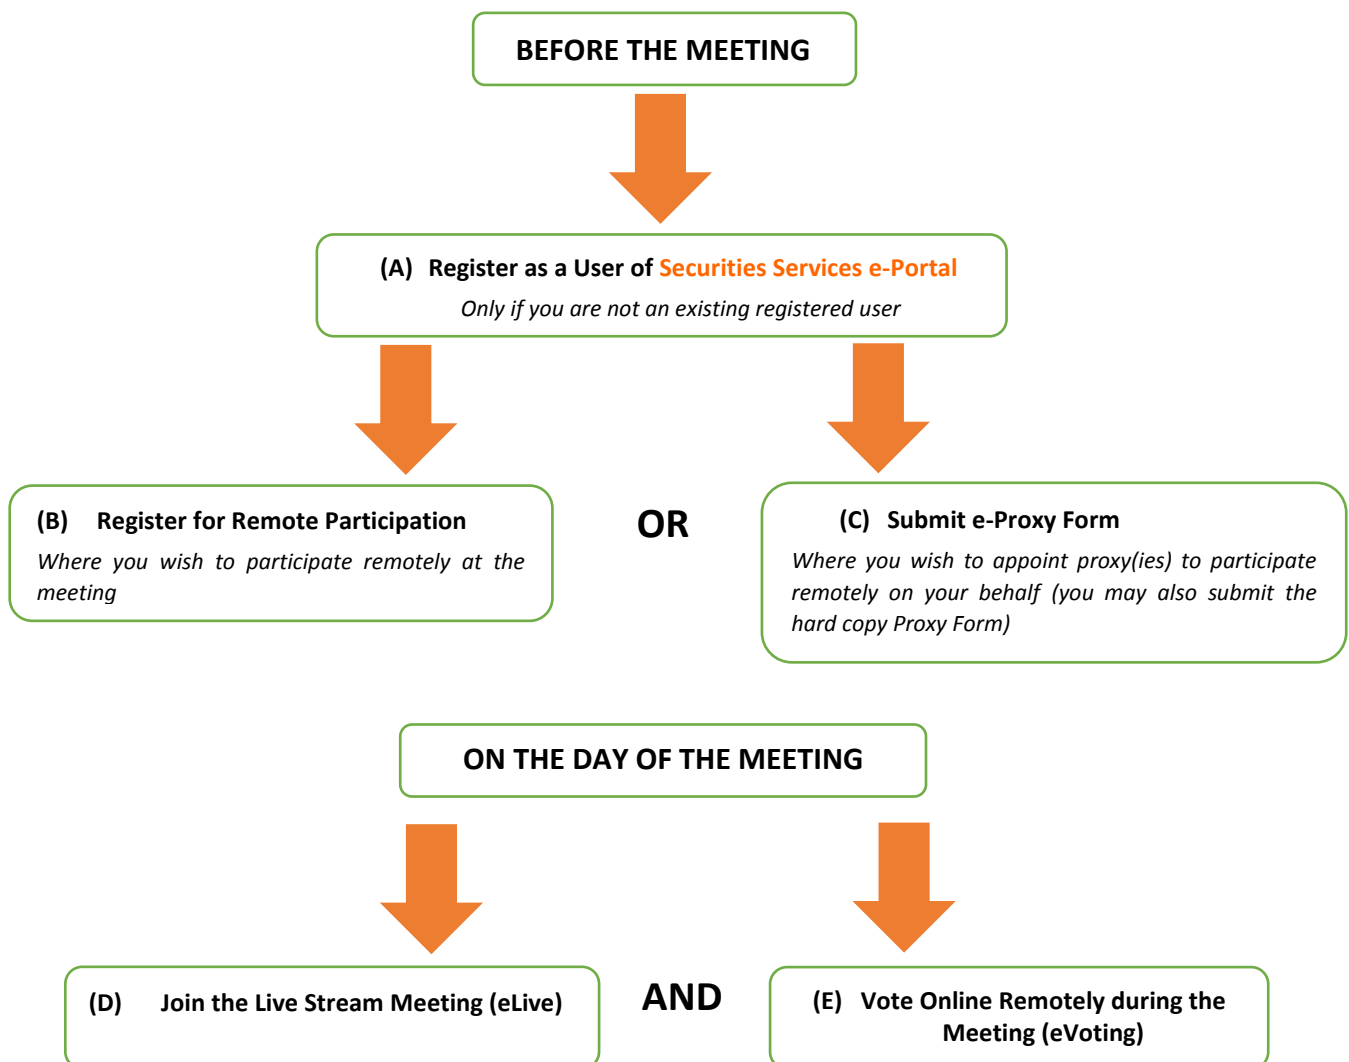 BEFORE THE MEETING
(A) Register as a User of Securities Services e-Portal
Only if you are not an existing registered user
(B) Register for Remote Participation
Where you wish to participate remotely at the
meeting
OR
(C) Submit e-Proxy Form
Where you wish to appoint proxy(ies) to participate
remotely on your behalf (you may also submit the
hard copy Proxy Form)
ON THE DAY OF THE MEETING
(D) Join the Live Stream Meeting (eLive)
AND
(E) Vote Online Remotely during the
Meeting (eVoting)